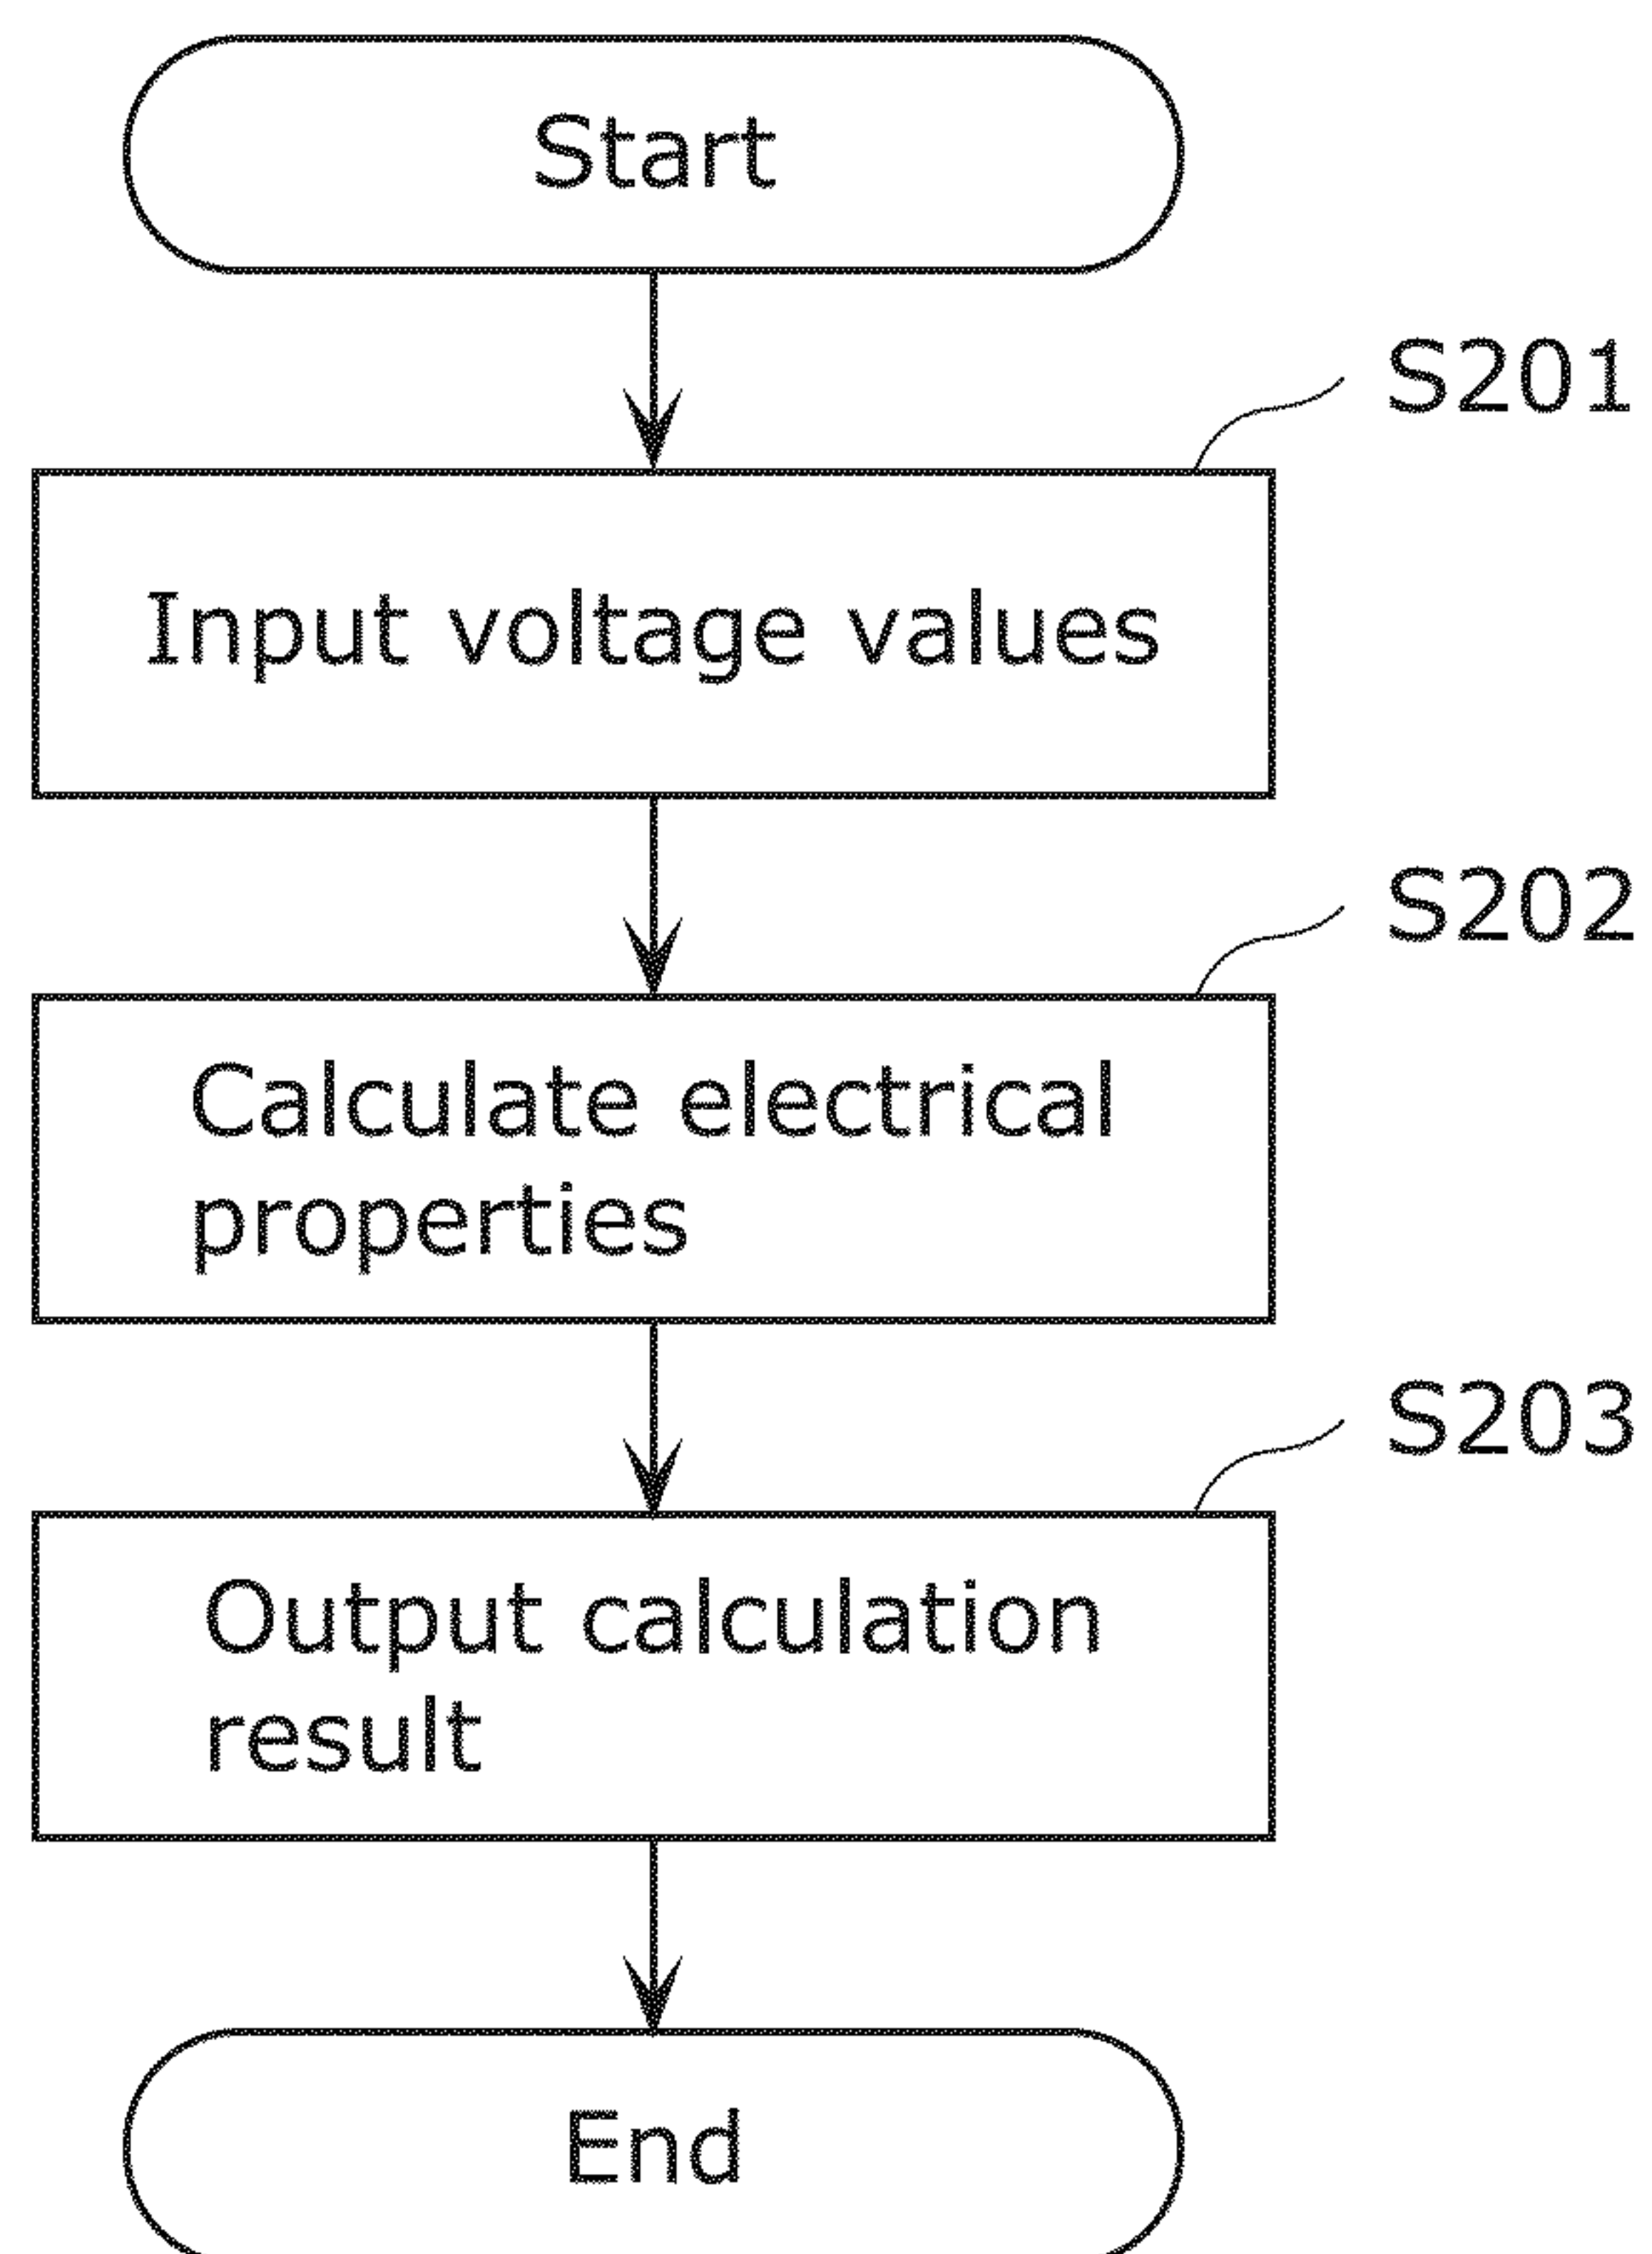 Start
S201
Input voltage values
S202
Calculate electrical
properties
S203
Output calculation
result
End